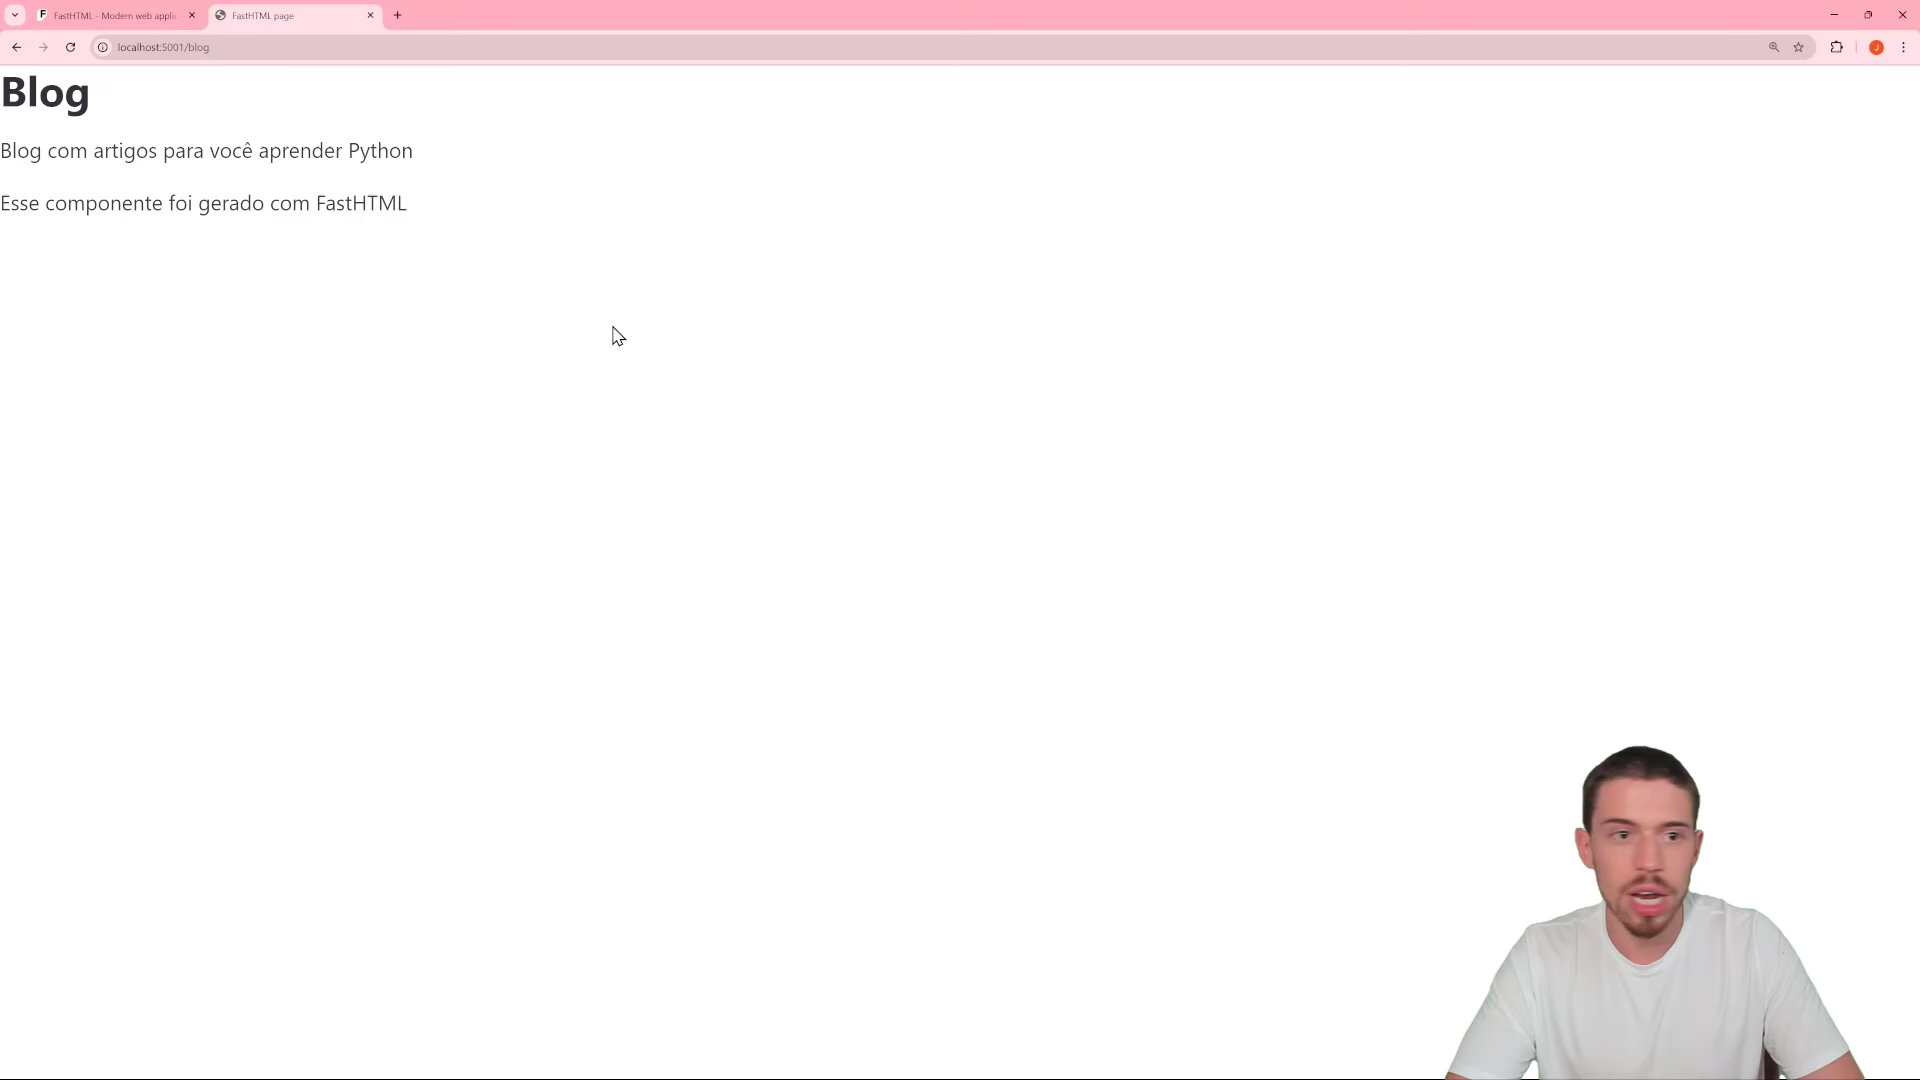 FastHTML - Modern web applic
FastHTML page
localhost:5001/blog
J
Blog
Blog com artigos para você aprender Python
Esse componente foi gerado com FastHTML